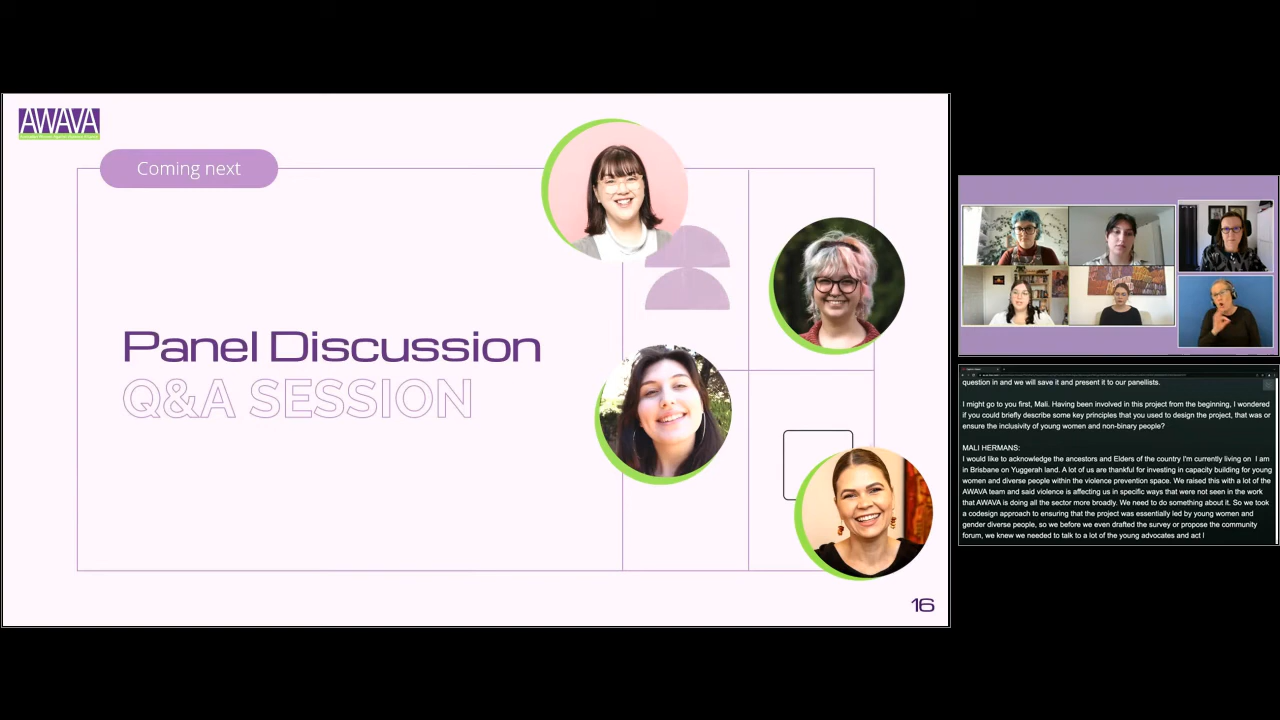 AWAVA
Coming next
Panel Discussion
Q&A SESSION
16
question in and we will save it and present it to our panellists.
I might go to you first, Mali. Having been involved in this project from the beginning, I wondered
if you could briefly describe some key principles that you used to design the project, that was or
ensure the inclusivity of young women and non-binary people?
MALI HERMANS:
I would like to acknowledge the ancestors and Elders of the country I'm currently living on I am
in Brisbane on Yuggerah land. A lot of us are thankful for investing in capacity building for young
women and diverse people within the violence prevention space. We raised this with a lot of the
AWAVA team and said violence is affecting us in specific ways that were not seen in the work
that AWAVA is doing all the sector more broadly. We need to do something about it. So we took
a codesign approach to ensuring that the project was essentially led by young women and
gender diverse people, so we before we even drafted the survey or propose the community
forum, we knew we needed to talk to a lot of the young advocates and act I